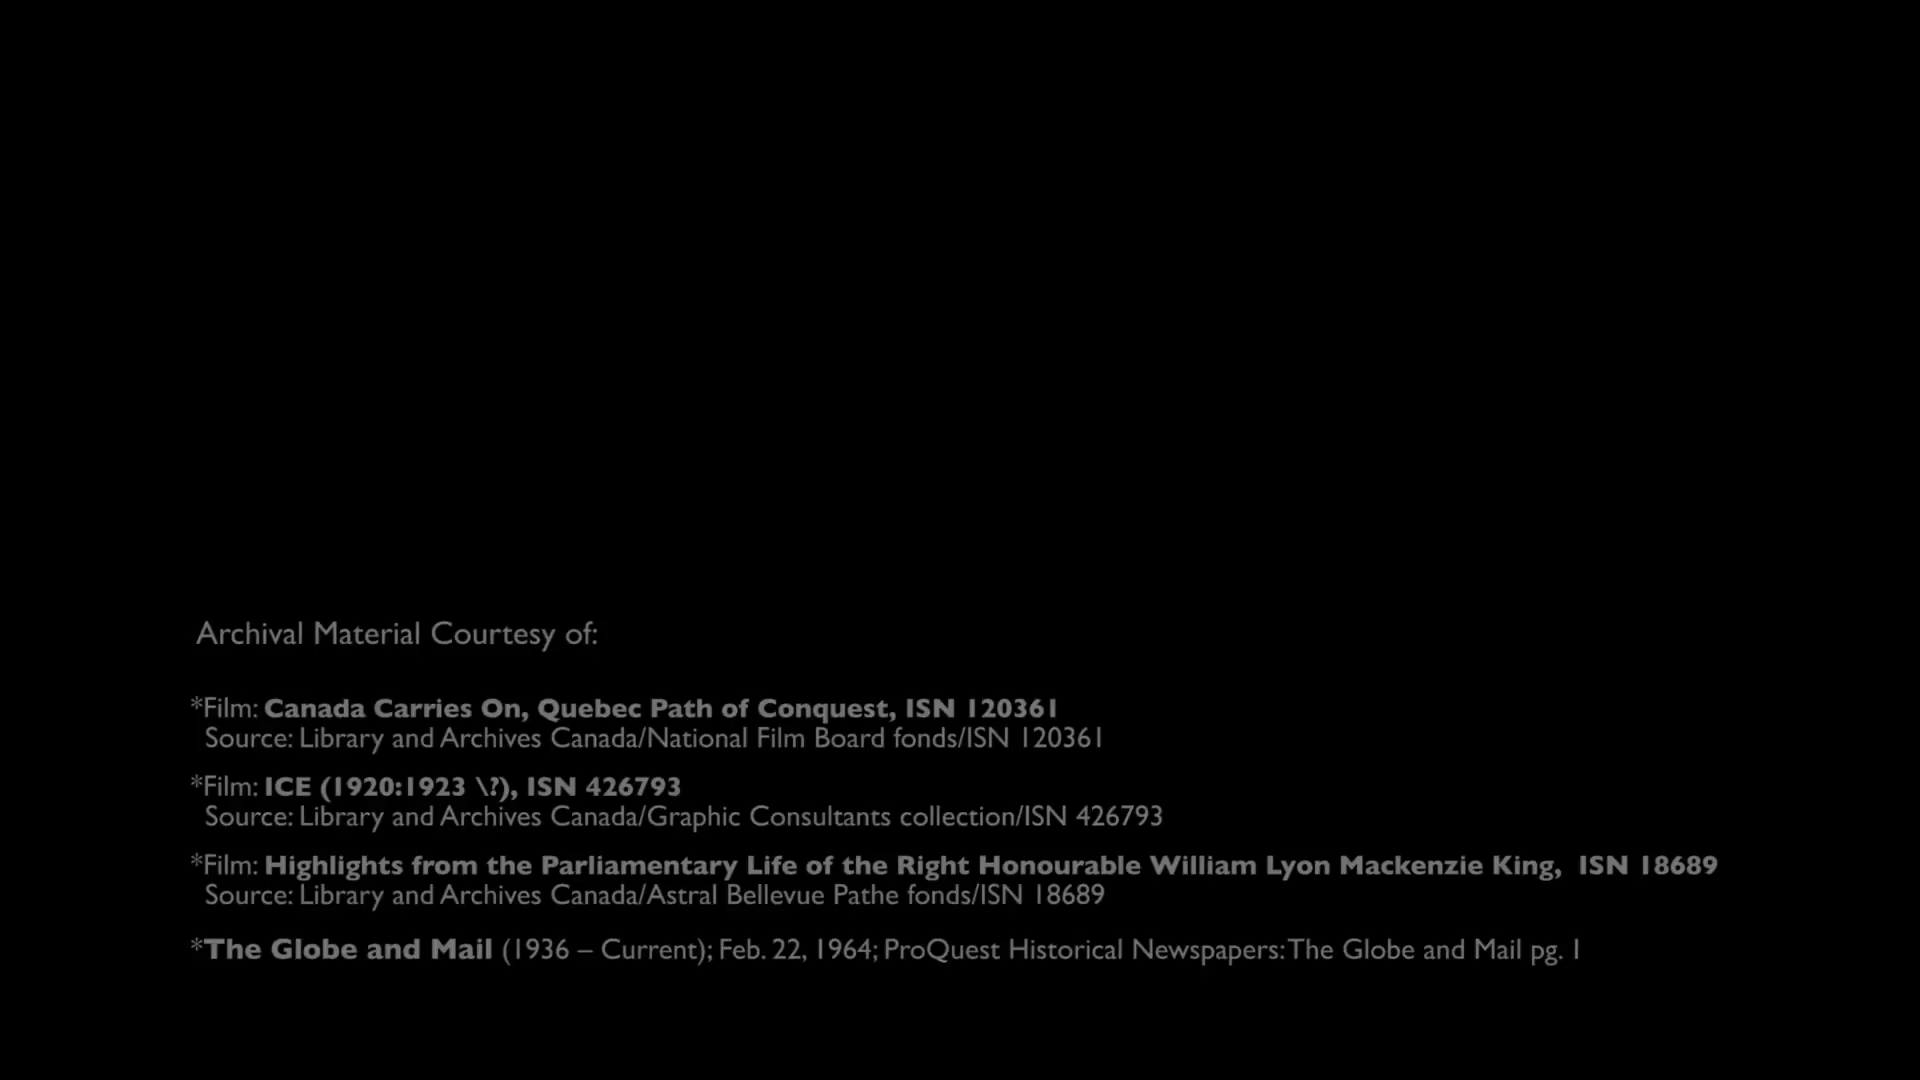 Archival Material Courtesy of:
*Film: Canada Carries On, Quebec Path of Conquest, ISN 120361
Source: Library and Archives Canada/National Film Board fonds/ISN 120361
*Film: ICE (1920:1923 \?), ISN 426793
Source: Library and Archives Canada/Graphic Consultants collection/ISN 426793
*Film: Highlights from the Parliamentary Life of the Right Honourable William Lyon Mackenzie King, ISN 18689
Source: Library and Archives Canada/Astral Bellevue Pathe fonds/ISN 18689
*The Globe and Mail (1936 – Current); Feb. 22, 1964; ProQuest Historical Newspapers: The Globe and Mail pg. 1